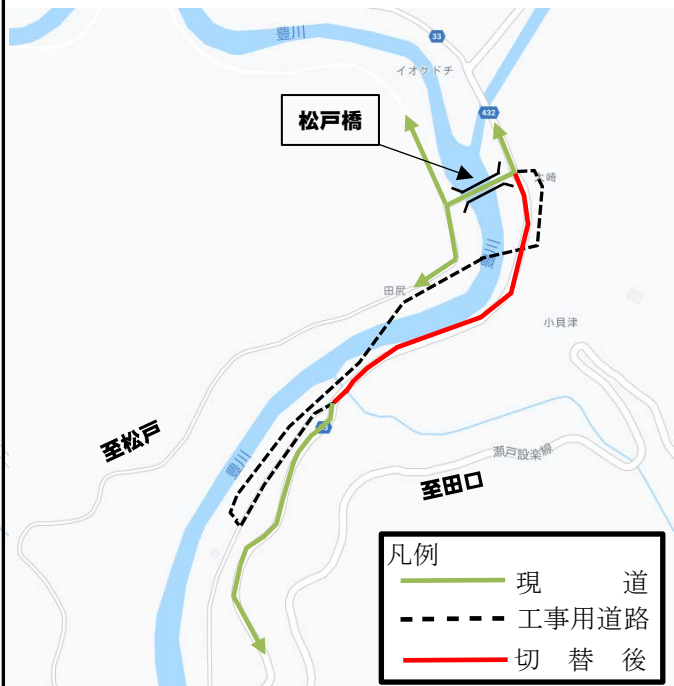 豊川
33
イオケドチ
432
松戸橋
大崎
豊川
田尻
小貝津
至松戸
豊川
瀬戸設楽線
至田口
凡例
現 道
工事用道路
切 替 後